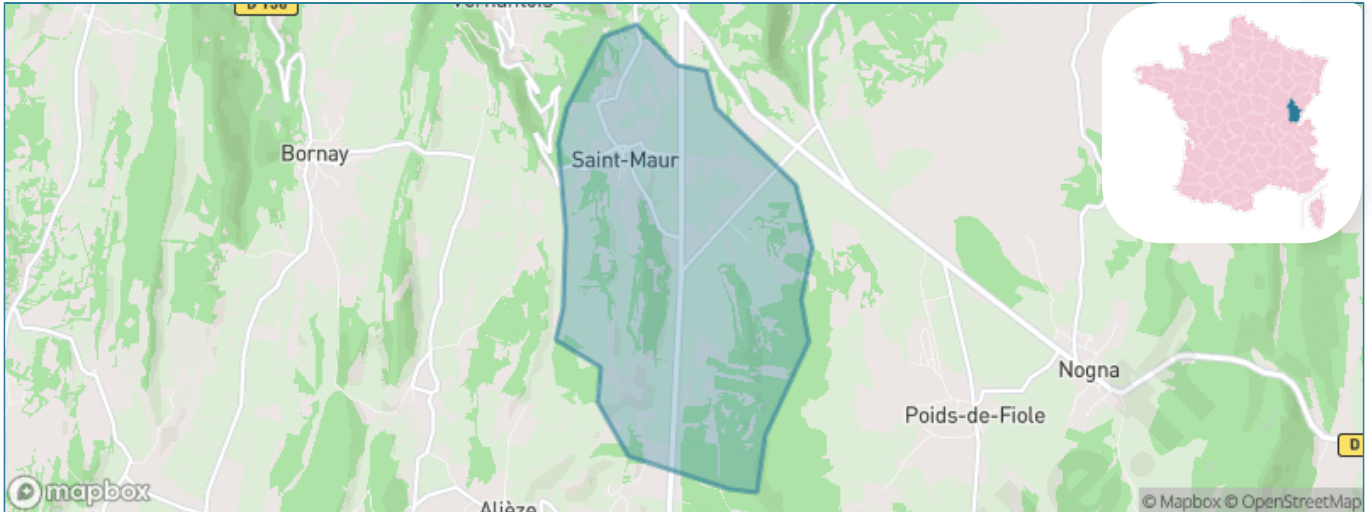 D
Bornay
Saint-Maur
Nogna
Poids-de-Fiole
Alièze
D
mapbox
© Mapbox © OpenStreetMap